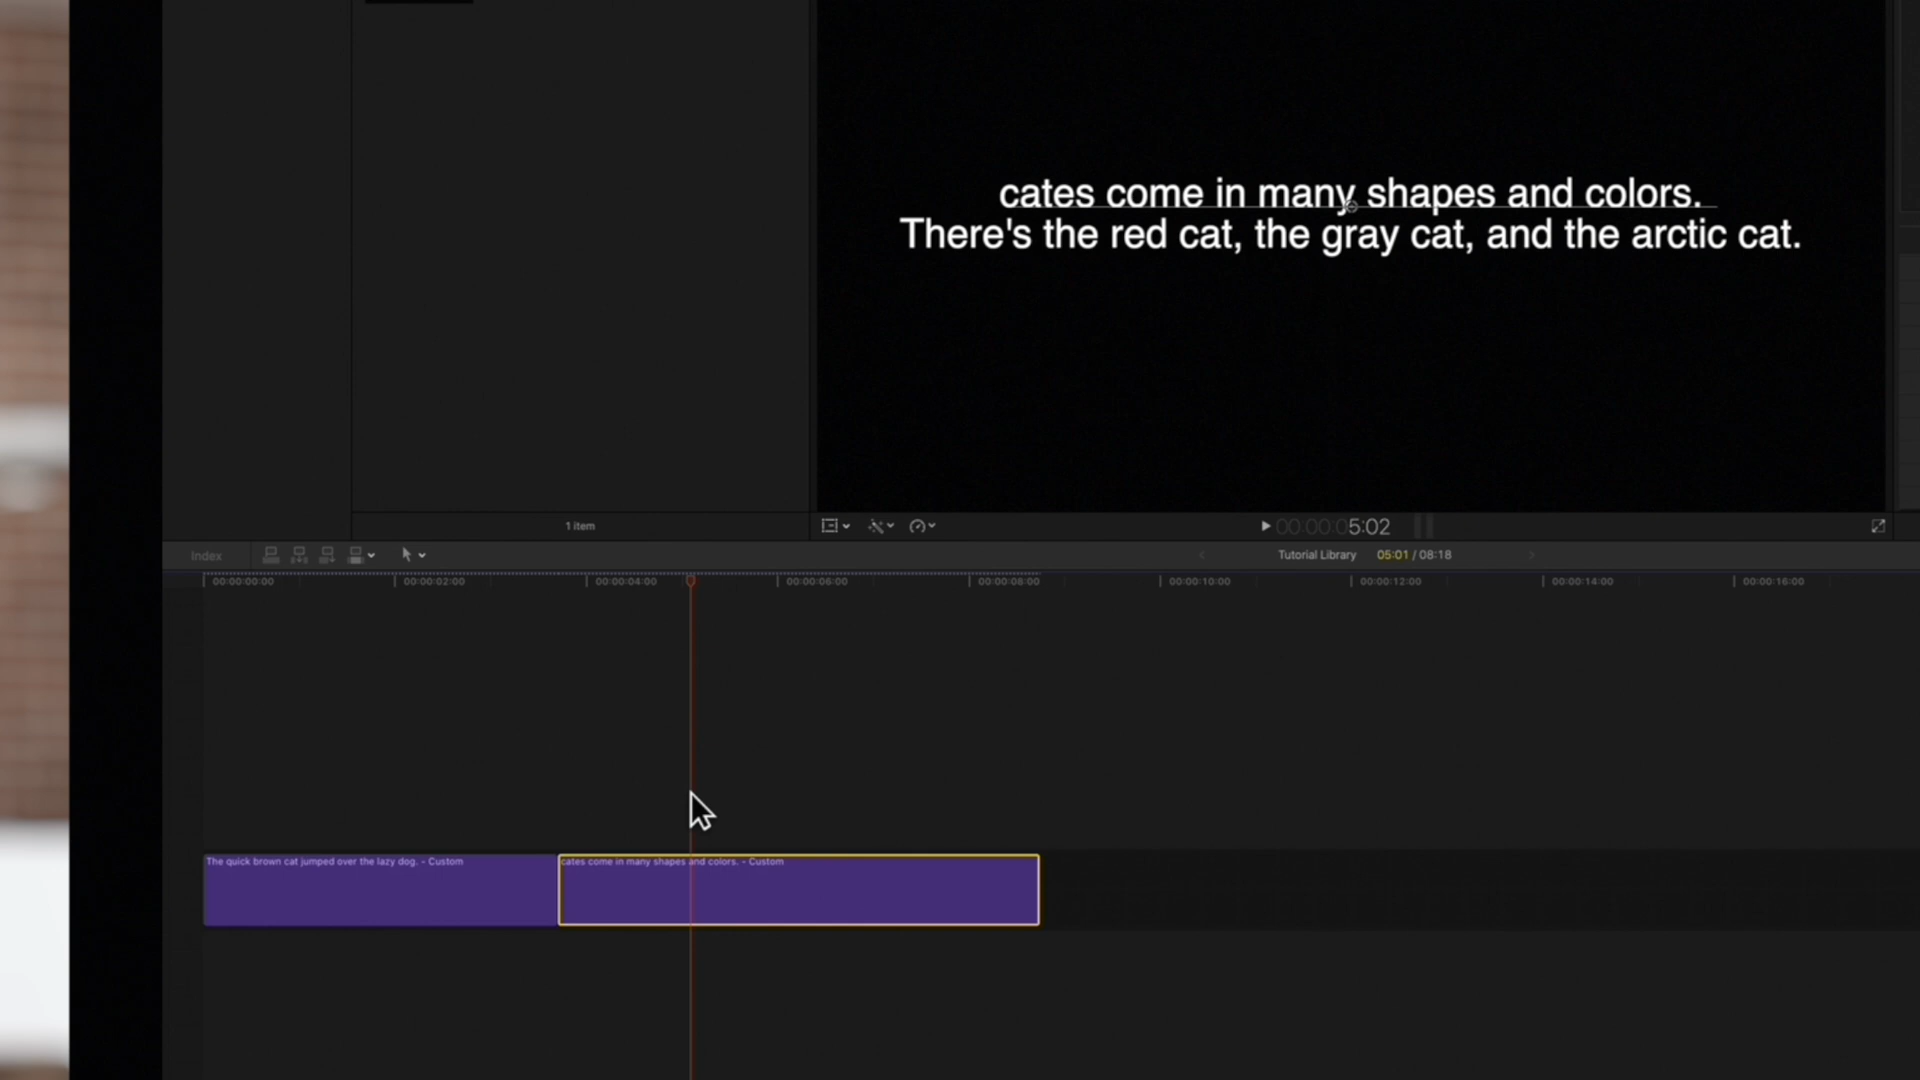 cates come in many shapes and colors.
There's the red cat, the gray cat, and the arctic cat.
1 item
00:00:05:02
Index
Tutorial Library
05:01 / 08:18
00:00:00:00
00:00:02:00
00:00:04:00
00:00:06:00
00:00:08:00
00:00:10:00
00:00:12:00
00:00:14:00
00:00:16:00
The quick brown cat jumped over the lazy dog. - Custom
cates come in many shapes and colors. - Custom